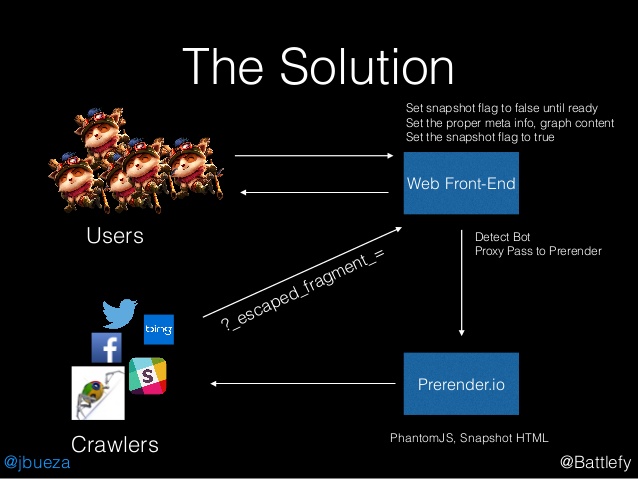 The Solution
Set snapshot flag to false until ready
Set the proper meta info, graph content
Set the snapshot flag to true
Web Front-End
Users
Detect Bot
Proxy Pass to Prerender
?_escaped_fragment_=
bing
Prerender.io
PhantomJS, Snapshot HTML
Crawlers
@jbueza
@Battlefy